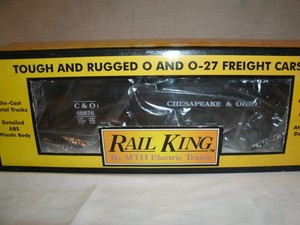 TOUGH AND RUGGED O AND O-27 FREIGHT CARS
Die-Cast
Metal Trucks
C & O
CHESAPEAKE & OHIO
Detailed
ABS
Plastic Body
RAIL KING
By MTH Electric Trains